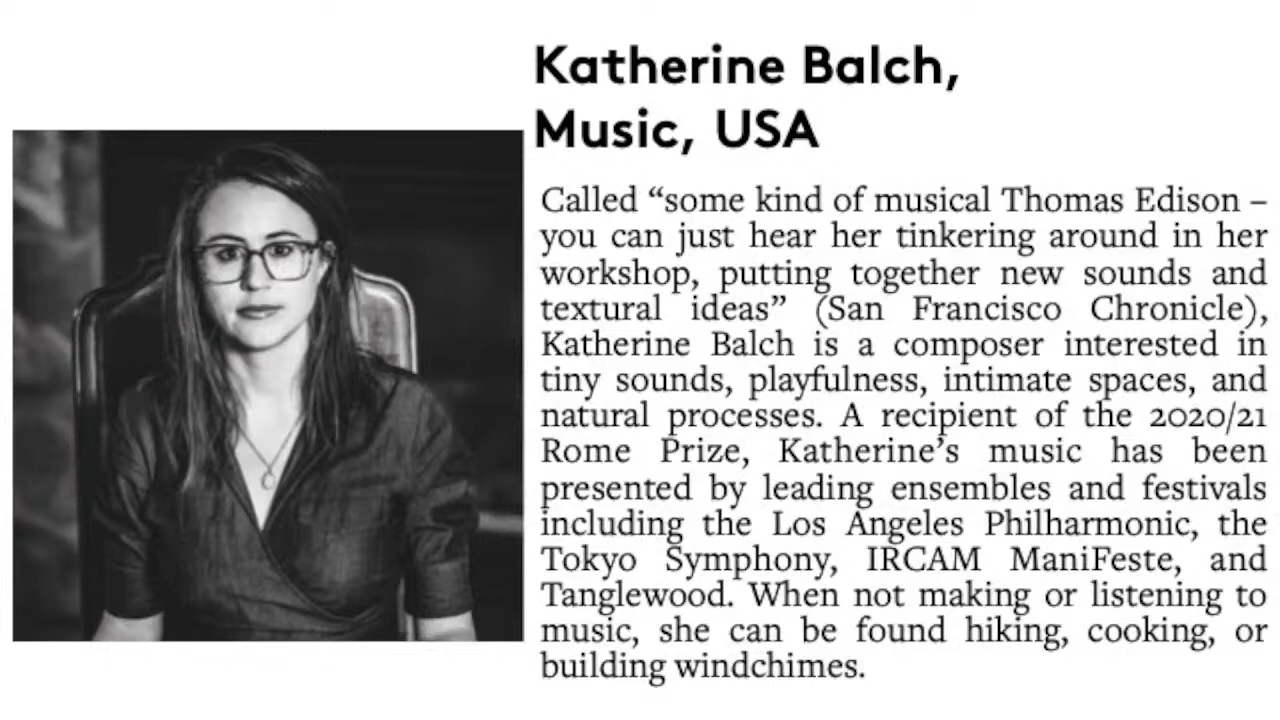 Katherine Balch,
Music, USA
Called “some kind of musical Thomas Edison –
you can just hear her tinkering around in her
workshop, putting together new sounds and
textural ideas” (San Francisco Chronicle),
Katherine Balch is a composer interested in
tiny sounds, playfulness, intimate spaces, and
natural processes. A recipient of the 2020/21
Rome Prize, Katherine’s music has been
presented by leading ensembles and festivals
including the Los Angeles Philharmonic, the
Tokyo Symphony, IRCAM ManiFeste, and
Tanglewood. When not making or listening to
music, she can be found hiking, cooking, or
building windchimes.